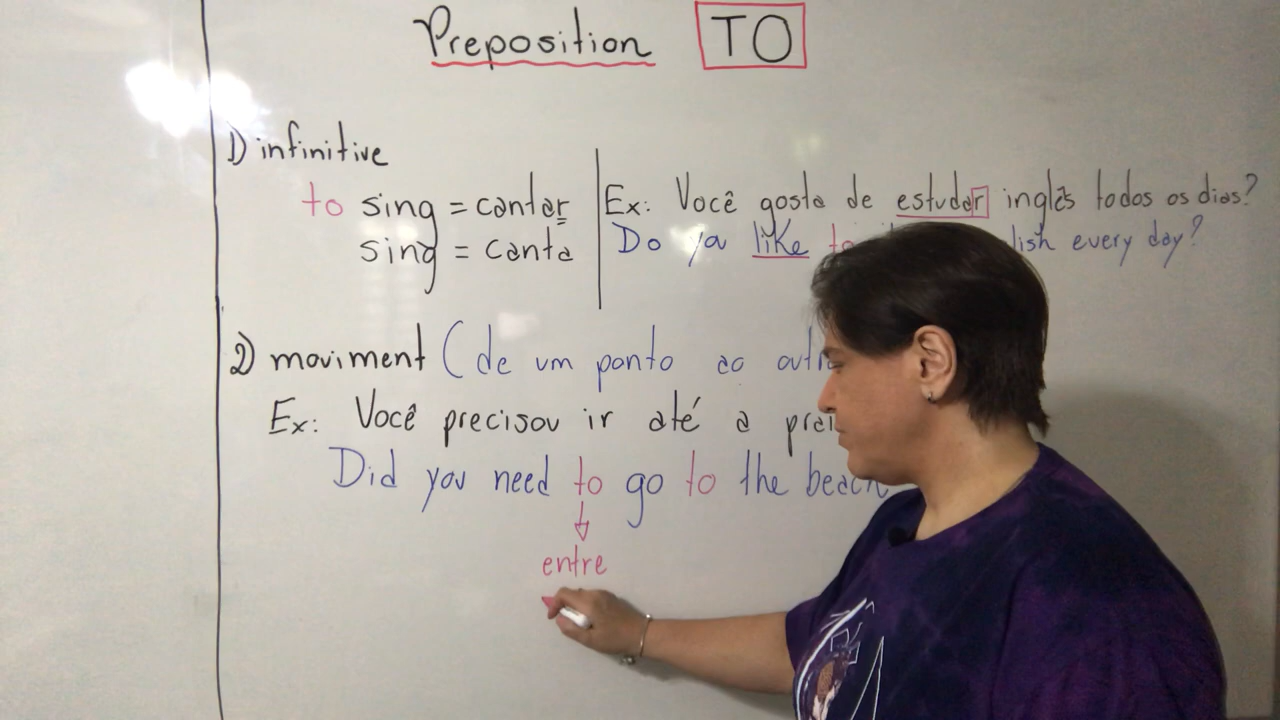 Preposition TO
1) infinitive
to sing = cantar
sing = canta
Ex: Você gosta de estudar inglês todos os dias?
Do ya like every day?
2) moviment (de um ponto ao
Ex: Você precisou ir até a
Did you need to go to the beach
entre